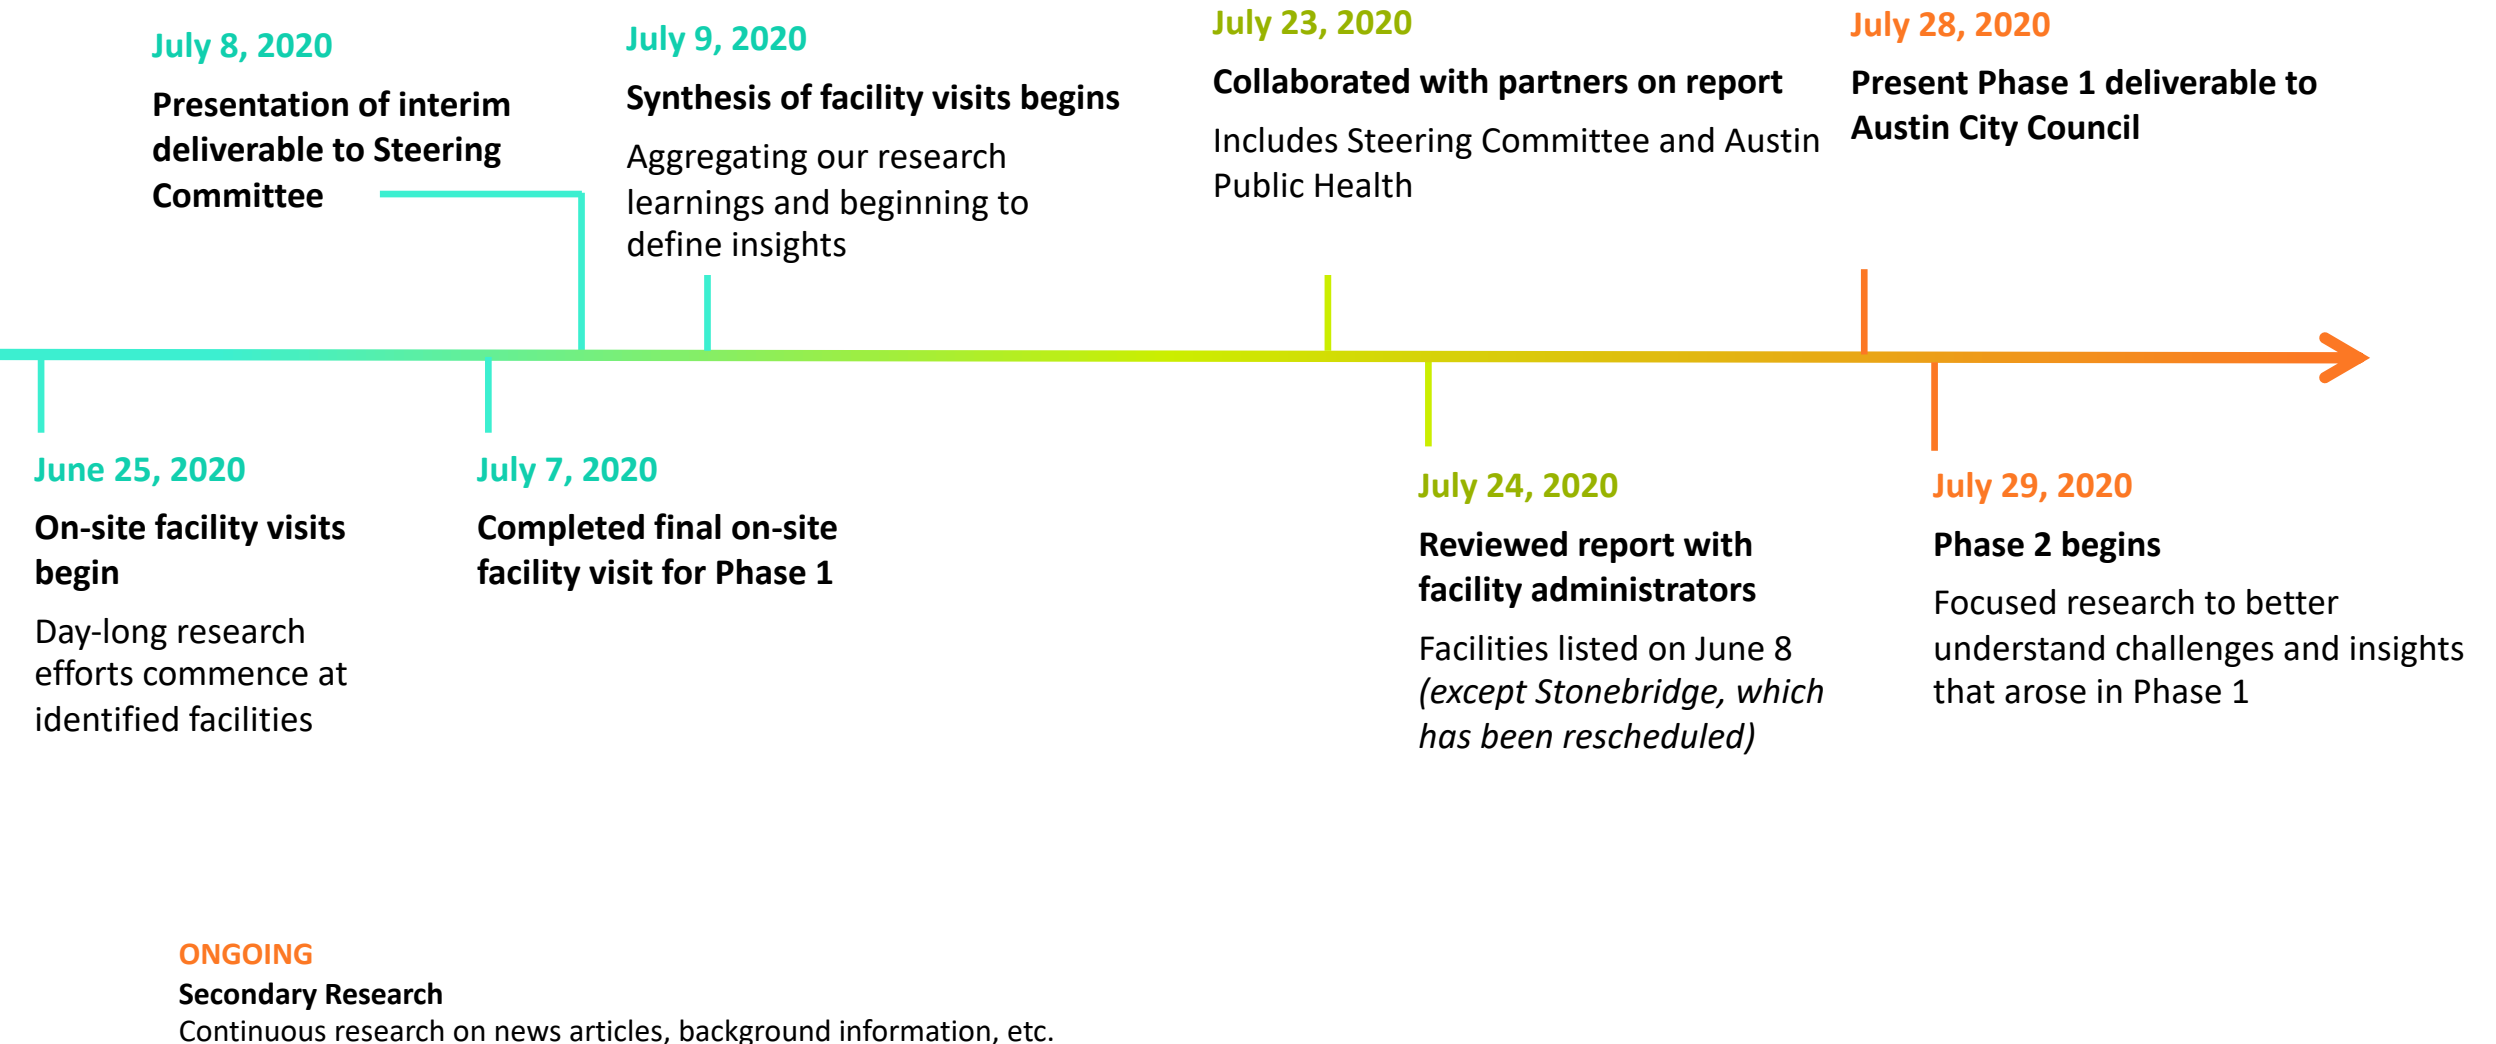 July 8, 2020
Presentation of interim
deliverable to Steering
Committee
July 9, 2020
Synthesis of facility visits begins
Aggregating our research
learnings and beginning to
define insights
July 23, 2020
Collaborated with partners on report
Includes Steering Committee and Austin
Public Health
July 28, 2020
Present Phase 1 deliverable to
Austin City Council
June 25, 2020
On-site facility visits
begin
Day-long research
efforts commence at
identified facilities
July 7, 2020
Completed final on-site
facility visit for Phase 1
July 24, 2020
Reviewed report with
facility administrators
Facilities listed on June 8
(except Stonebridge, which
has been rescheduled)
July 29, 2020
Phase 2 begins
Focused research to better
understand challenges and insights
that arose in Phase 1
ONGOING
Secondary Research
Continuous research on news articles, background information, etc.